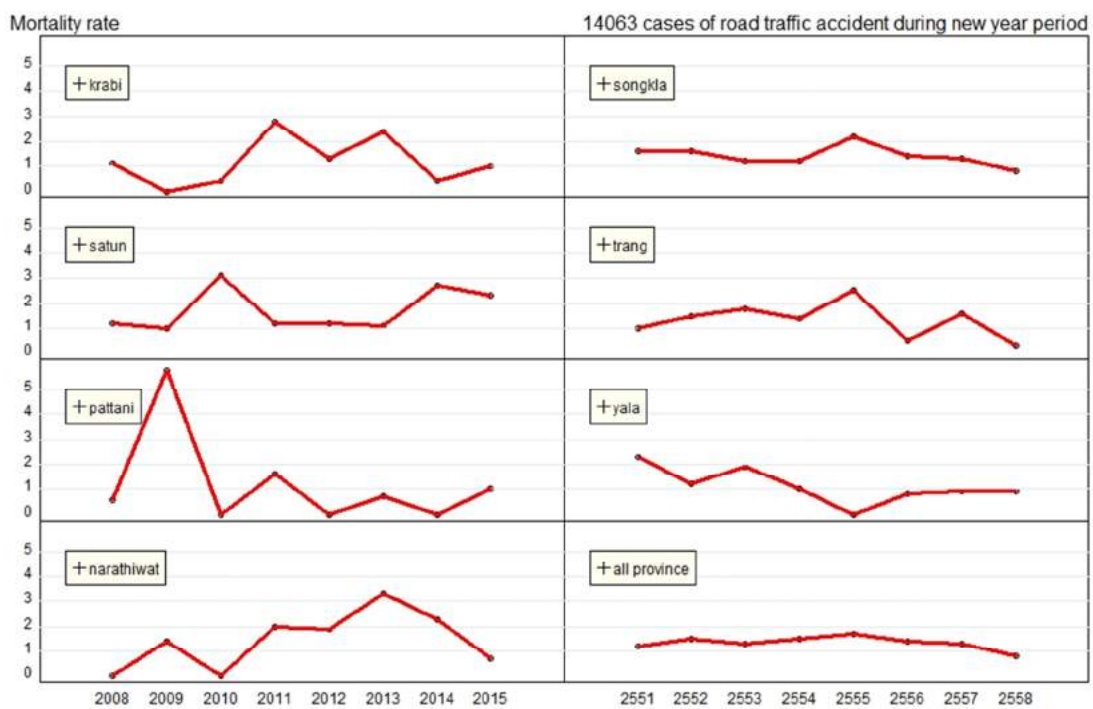 Mortality rate
14063 cases of road traffic accident during new year period
5
4
3
2
1
0
+ krabi
+ songkla
5
4
3
2
1
0
+ satun
+ trang
5
4
3
2
1
0
+ pattani
+ yala
5
4
3
2
1
0
+ narathiwat
+ all province
2008 2009 2010 2011 2012 2013 2014 2015
2551 2552 2553 2554 2555 2556 2557 2558